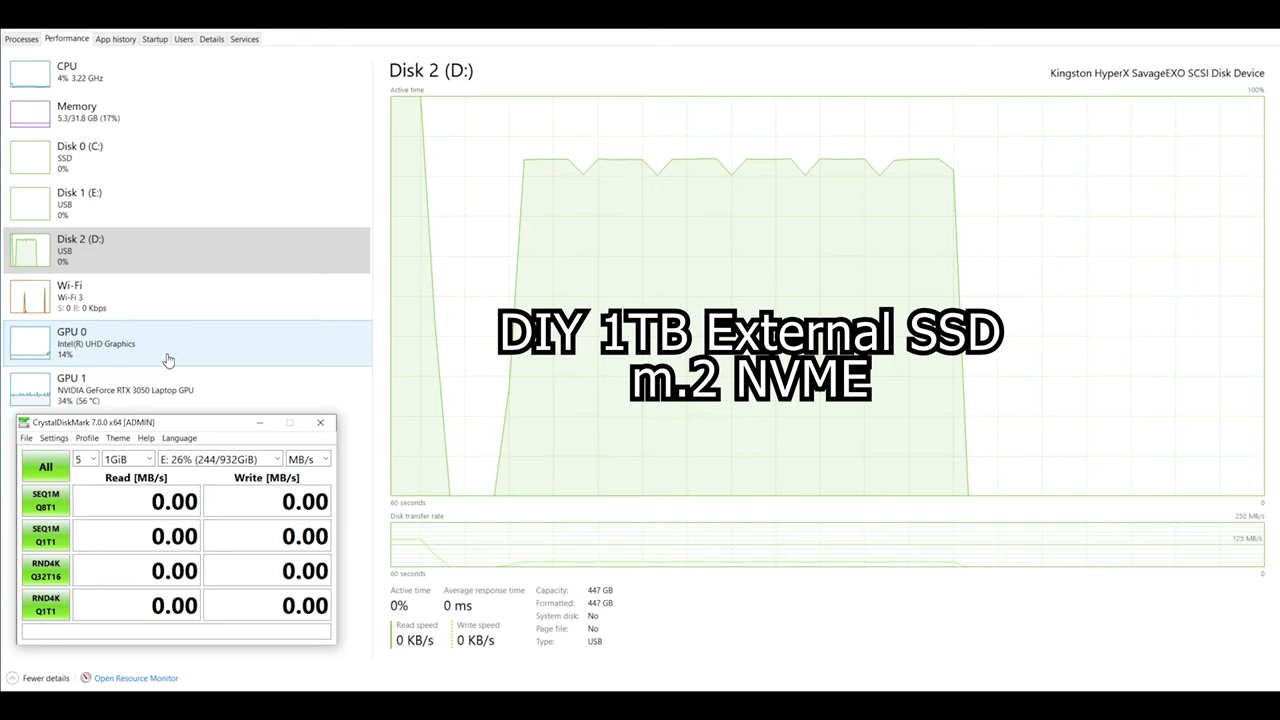 Processes Performance App history Startup Users Details Services
CPU
4% 3.22 GHz
Memory
5.3/31.8 GB (17%)
Disk 0 (C:)
SSD
0%
Disk 1 (E:)
USB
0%
Disk 2 (D:)
USB
0%
Wi-Fi
Wi-Fi 3
S: 0 R: 0 Kbps
GPU 0
Intel(R) UHD Graphics
14%
GPU 1
NVIDIA GeForce RTX 3050 Laptop GPU
34% (56 °C)
Disk 2 (D:)
Kingston HyperX SavageEXO SCSI Disk Device
Active time 100%
DIY 1TB External SSD
m.2 NVME
60 seconds 0
Disk transfer rate 250 MB/s
125 MB/s
60 seconds 0
Active time
0%
Average response time
0 ms
Read speed
0 KB/s
Write speed
0 KB/s
Capacity: 447 GB
Formatted: 447 GB
System disk: No
Page file: No
Type: USB
CrystalDiskMark 7.0.0 x64 [ADMIN]
File Settings Profile Theme Help Language
All 5 1GiB E: 26% (244/932GiB) MB/s
Read [MB/s] Write [MB/s]
SEQ1M
Q8T1
0.00 0.00
SEQ1M
Q1T1
0.00 0.00
RND4K
Q32T16
0.00 0.00
RND4K
Q1T1
0.00 0.00
Fewer details Open Resource Monitor